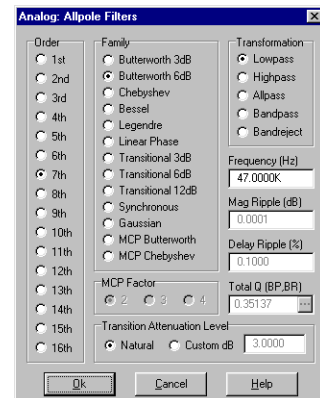 Analog: Allpole Filters
Order
1st
2nd
3rd
4th
5th
6th
7th
8th
9th
10th
11th
12th
13th
14th
15th
16th
Family
Butterworth 3dB
Butterworth 6dB
Chebyshev
Bessel
Legendre
Linear Phase
Transitional 3dB
Transitional 6dB
Transitional 12dB
Synchronous
Gaussian
MCP Butterworth
MCP Chebyshev
MCP Factor
2 3 4
Transformation
Lowpass
Highpass
Allpass
Bandpass
Bandreject
Frequency (Hz)
47.0000K
Mag Ripple (dB)
0.0001
Delay Ripple (%)
0.1000
Total Q (BP,BR)
0.35137 ...
Transition Attenuation Level
Natural Custom dB 3.0000
Ok Cancel Help